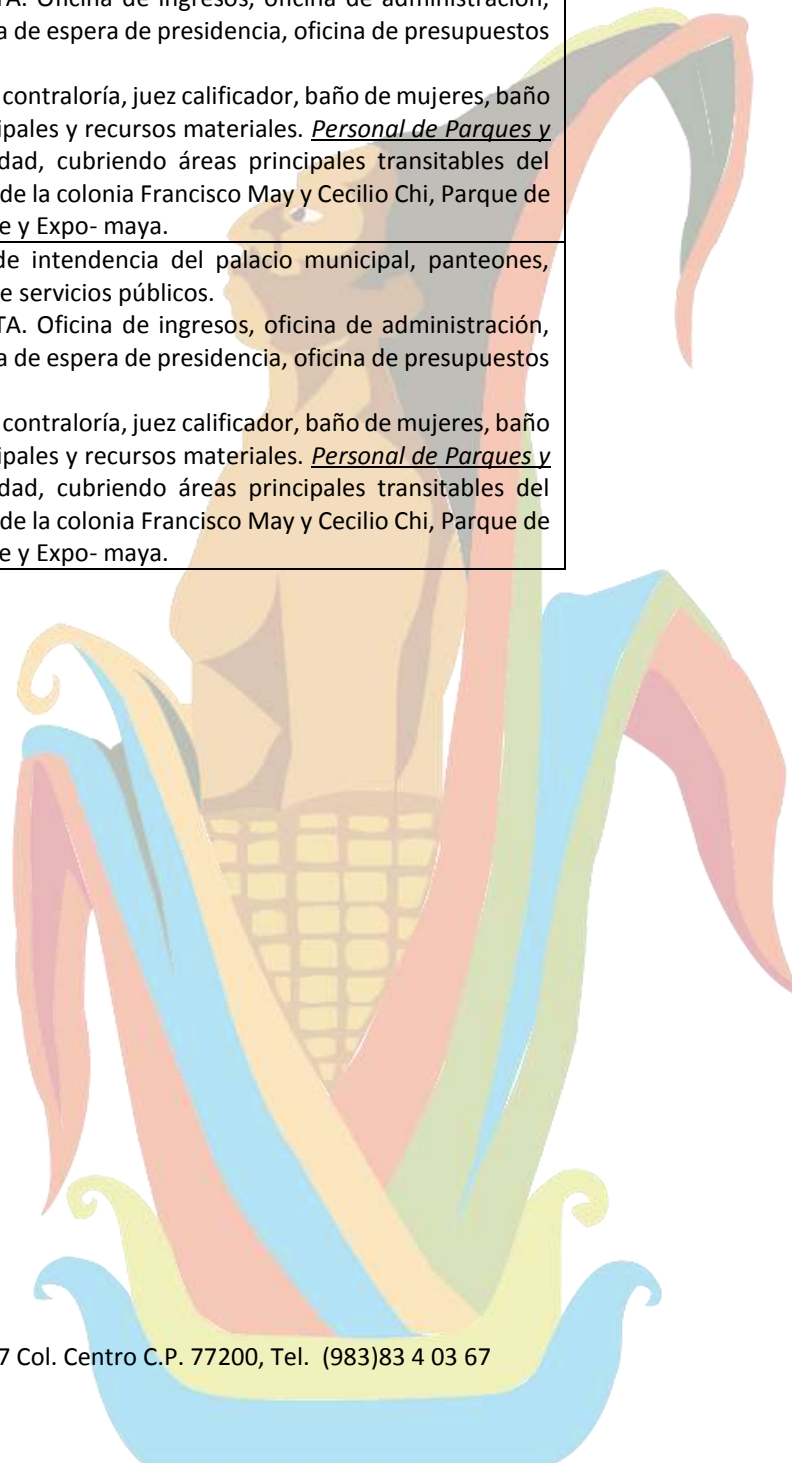 TA. Oficina de ingresos, oficina de administración,
a de espera de presidencia, oficina de presupuestos
contraloría, juez calificador, baño de mujeres, baño
ipales y recursos materiales. Personal de Parques y
dad, cubriendo áreas principales transitables del
de la colonia Francisco May y Cecilio Chi, Parque de
e y Expo- maya.
de intendencia del palacio municipal, panteones,
e servicios públicos.
TA. Oficina de ingresos, oficina de administración,
a de espera de presidencia, oficina de presupuestos
contraloría, juez calificador, baño de mujeres, baño
ipales y recursos materiales. Personal de Parques y
dad, cubriendo áreas principales transitables del
de la colonia Francisco May y Cecilio Chi, Parque de
e y Expo- maya.
7 Col. Centro C.P. 77200, Tel. (983)83 4 03 67